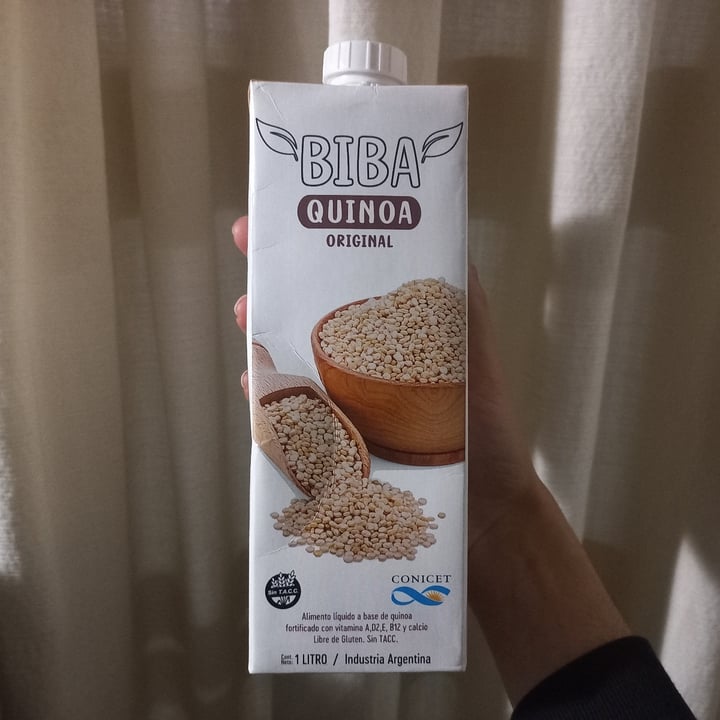 BIBA
QUINOA
ORIGINAL
Sin T.A.C.C.
CONICET
Alimento líquido a base de quinoa
fortificado con vitamina A,D2,E, B12 y calcio
Libre de Gluten. Sin TACC.
Cont. Neto: 1 LITRO / Industria Argentina